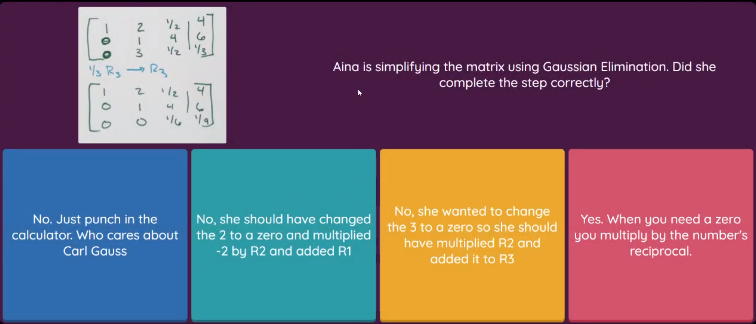 1 2 1/2 | 4
0 1 4 | 6
0 3 1/2 | 1/3
1/3 R3 → R3
1 2 1/2 | 4
0 1 4 | 6
0 0 1/6 | 1/9
Aina is simplifying the matrix using Gaussian Elimination. Did she
complete the step correctly?
No. Just punch in the
calculator. Who cares about
Carl Gauss
No, she should have changed
the 2 to a zero and multiplied
-2 by R2 and added R1
No, she wanted to change
the 3 to a zero so she should
have multiplied R2 and
added it to R3
Yes. When you need a zero
you multiply by the number's
reciprocal.